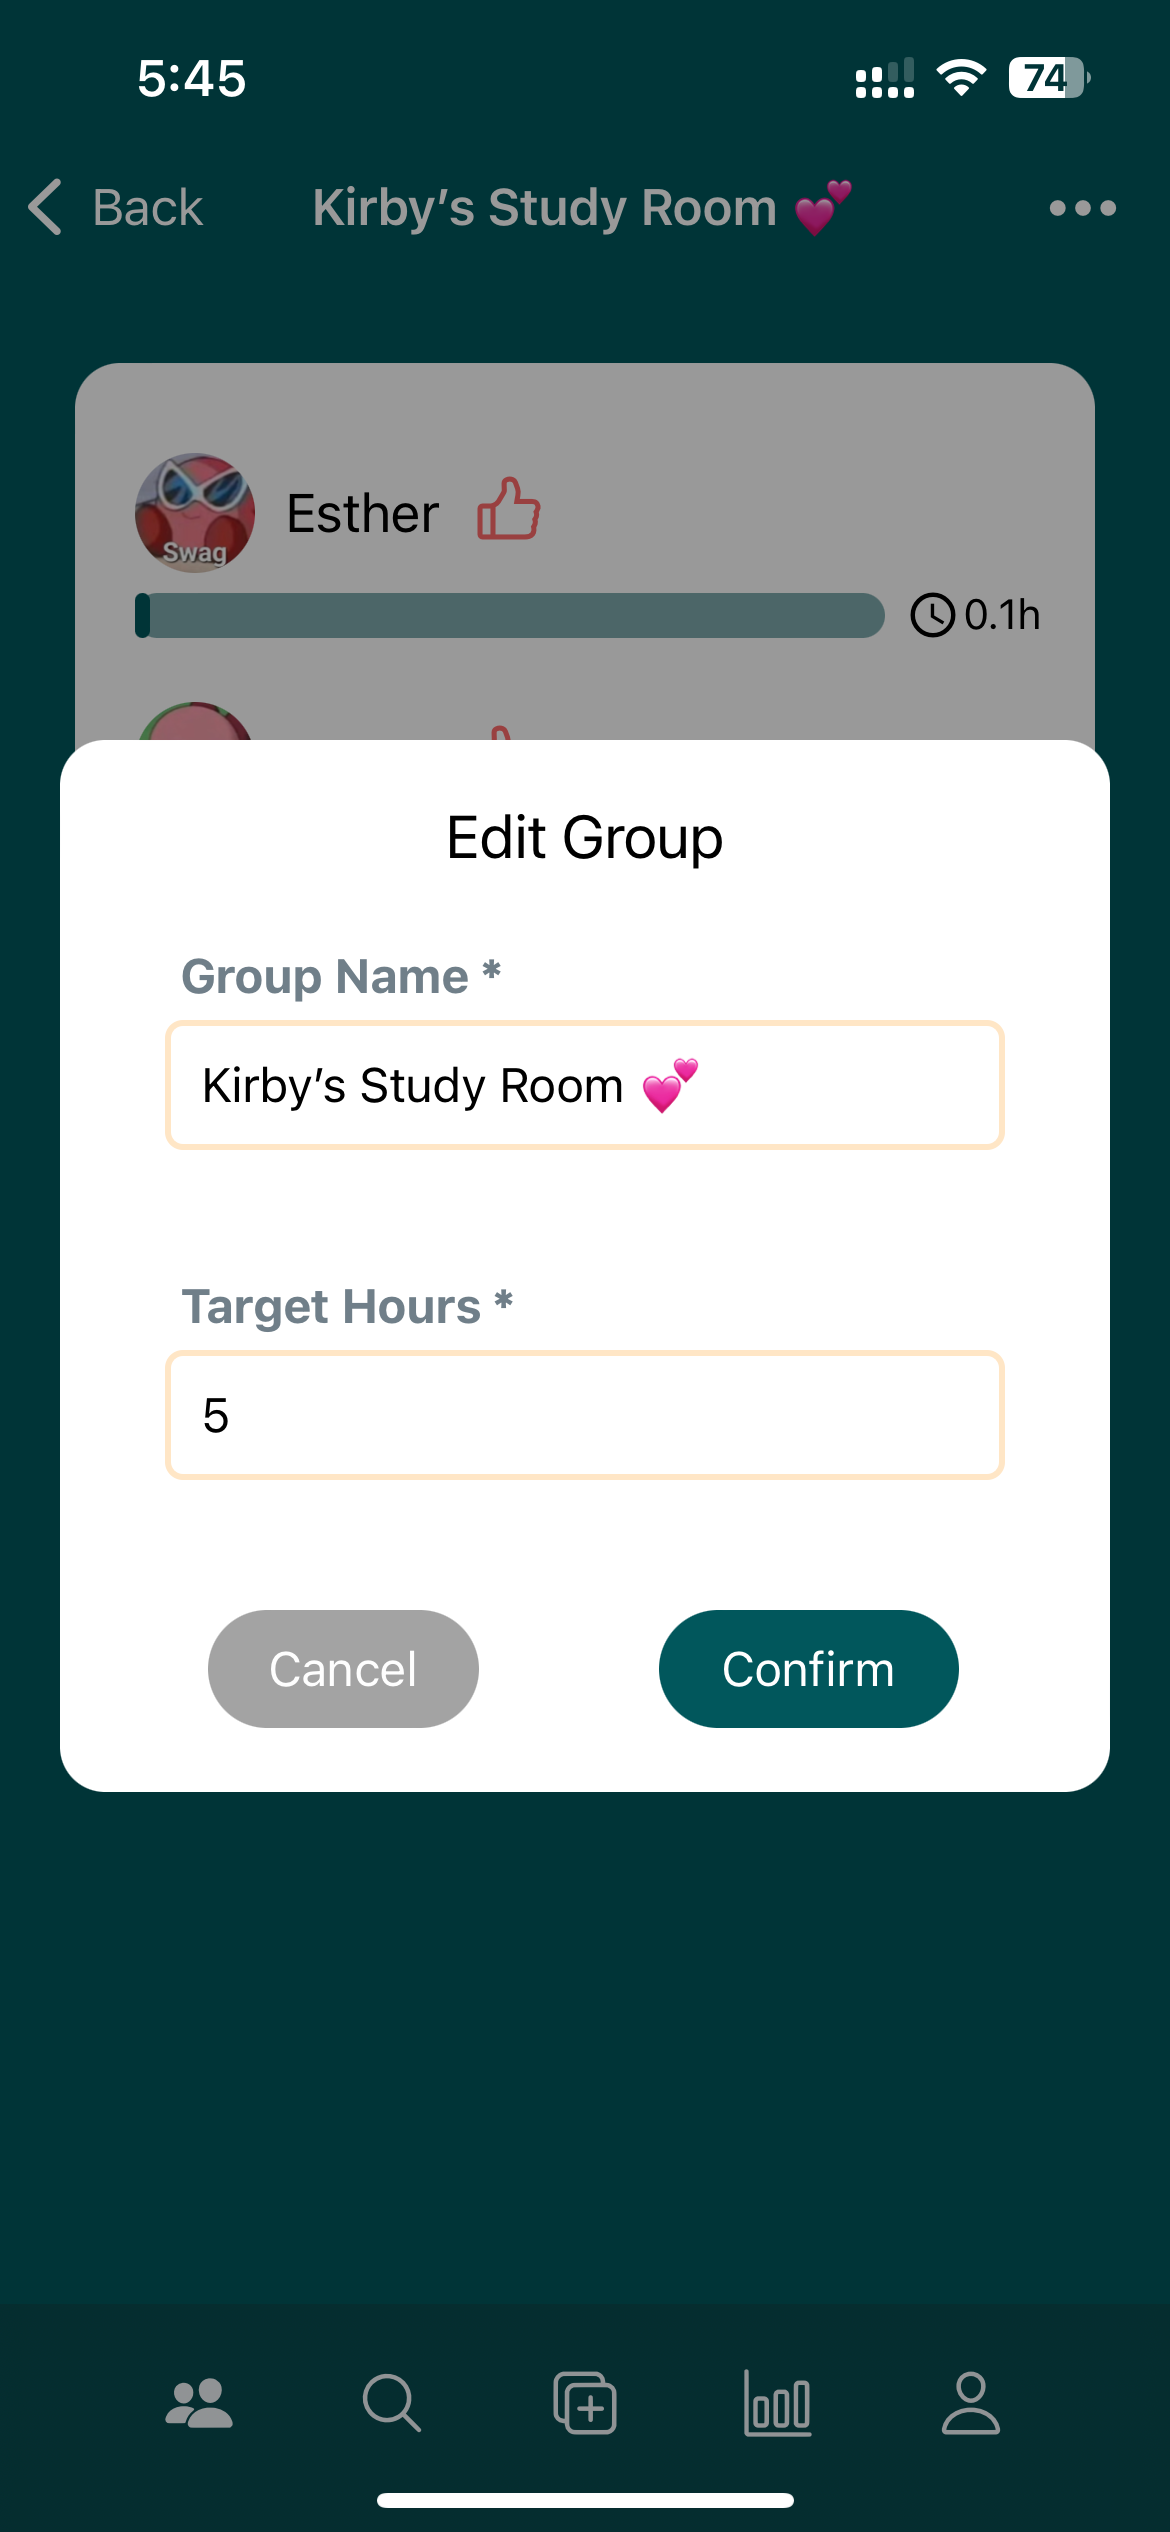 5:45
74
Back
Kirby’s Study Room 💕
Swag
Esther
0.1h
Edit Group
Group Name *
Kirby’s Study Room 💕
Target Hours *
5
Cancel
Confirm